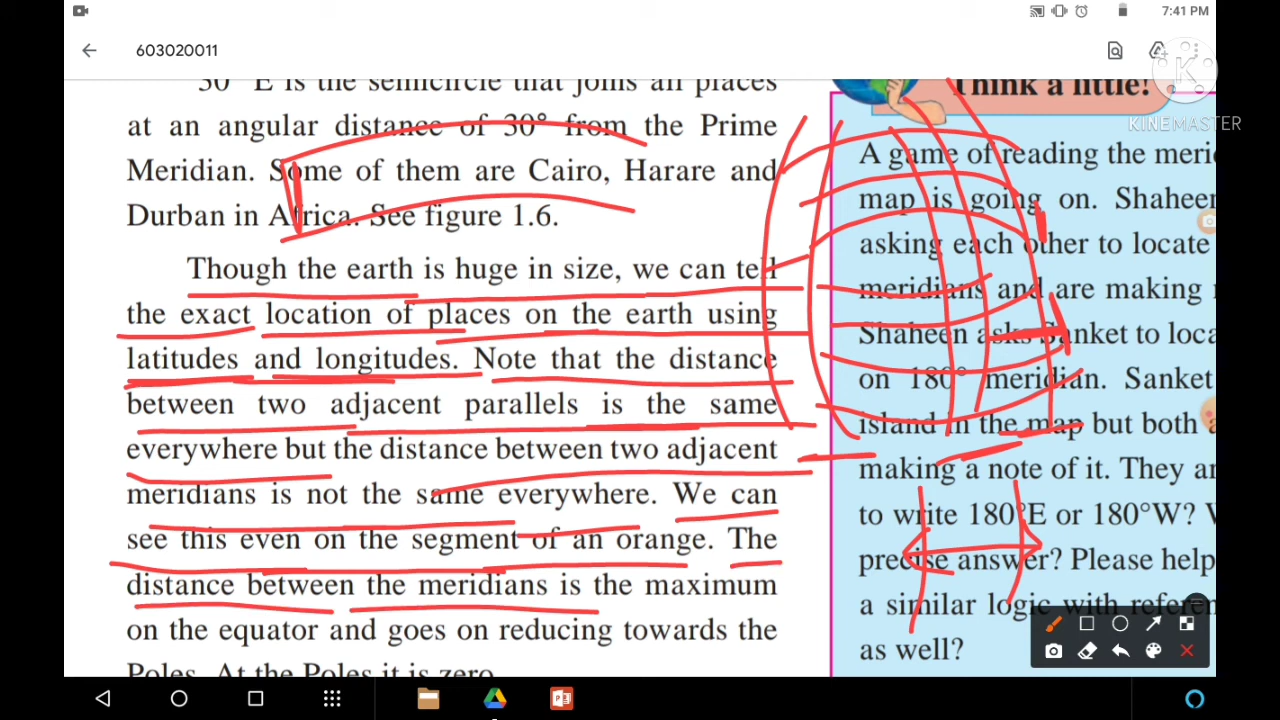 7:41 PM
603020011
KINEMASTER
30° E is the semicircle that joins all places
at an angular distance of 30° from the Prime
Meridian. Some of them are Cairo, Harare and
Durban in Africa. See figure 1.6.
Though the earth is huge in size, we can tell
the exact location of places on the earth using
latitudes and longitudes. Note that the distance
between two adjacent parallels is the same
everywhere but the distance between two adjacent
meridians is not the same everywhere. We can
see this even on the segment of an orange. The
distance between the meridians is the maximum
on the equator and goes on reducing towards the
Poles. At the Poles it is zero.
Think a little!
A game of reading the meri
map is going on. Shaheen
asking each other to locate
meridians and are making
Shaheen asks Sanket to loca
on 180° meridian. Sanket
island in the map but both
making a note of it. They ar
to write 180°E or 180°W?
precise answer? Please help
a similar logic with referen
as well?